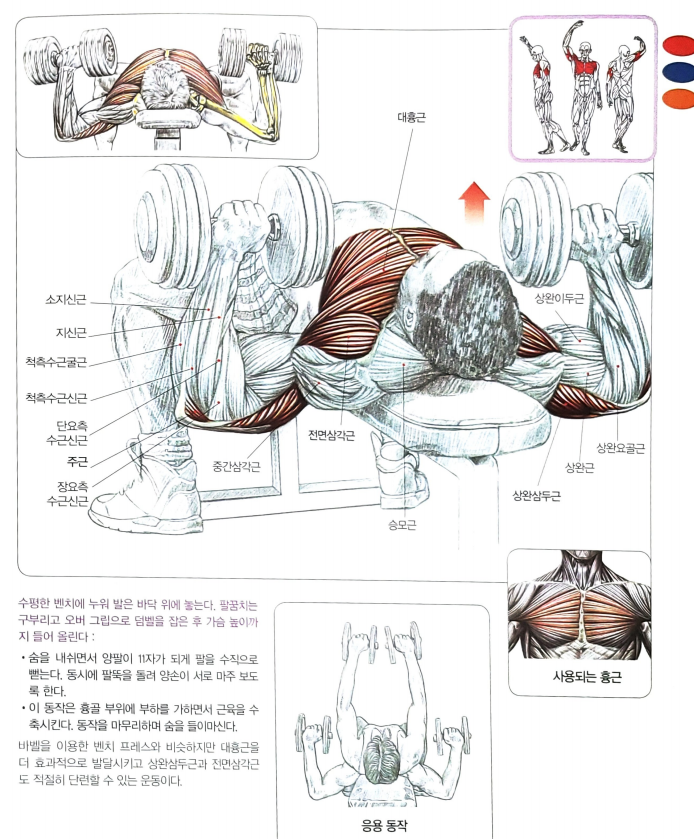 대흉근
소지신근
지신근
척측수근굴근
척측수근신근
단요측
수근신근
주근
장요측
수근신근
중간삼각근
전면삼각근
승모근
상완이두근
상완요골근
상완근
상완삼두근
수평한 벤치에 누워 발은 바닥 위에 놓는다. 팔꿈치는
구부리고 오버 그립으로 덤벨을 잡은 후 가슴 높이까
지 들어 올린다 :
• 숨을 내쉬면서 양팔이 11자가 되게 팔을 수직으로
뻗는다. 동시에 팔뚝을 돌려 양손이 서로 마주 보도
록 한다.
• 이 동작은 흉골 부위에 부하를 가하면서 근육을 수
축시킨다. 동작을 마무리하며 숨을 들이마신다.
바벨을 이용한 벤치 프레스와 비슷하지만 대흉근을
더 효과적으로 발달시키고 상완삼두근과 전면삼각근
도 적절히 단련할 수 있는 운동이다.
사용되는 흉근
응용 동작